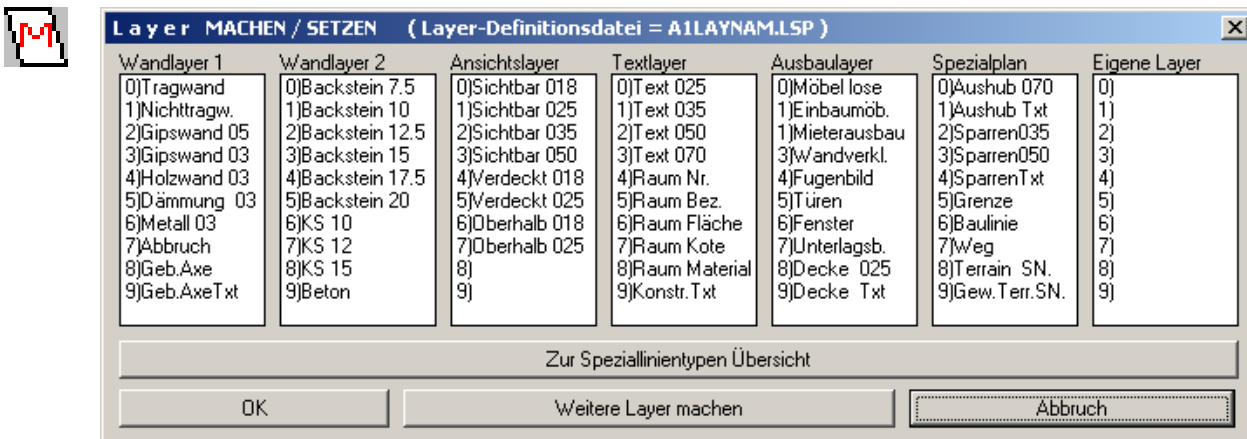 M
Layer MACHEN / SETZEN ( Layer-Definitionsdatei = A1LAYNAM.LSP )
Wandlayer 1
0)Tragwand
1)Nichttragw.
2)Gipswand 05
3)Gipswand 03
4)Holzwand 03
5)Dämmung 03
6)Metall 03
7)Abbruch
8)Geb.Axe
9)Geb.AxeTxt
Wandlayer 2
0)Backstein 7.5
1)Backstein 10
2)Backstein 12.5
3)Backstein 15
4)Backstein 17.5
5)Backstein 20
6)KS 10
7)KS 12
8)KS 15
9)Beton
Ansichtslayer
0)Sichtbar 018
1)Sichtbar 025
2)Sichtbar 035
3)Sichtbar 050
4)Verdeckt 018
5)Verdeckt 025
6)Oberhalb 018
7)Oberhalb 025
8)
9)
Textlayer
0)Text 025
1)Text 035
2)Text 050
3)Text 070
4)Raum Nr.
5)Raum Bez.
6)Raum Fläche
7)Raum Kote
8)Raum Material
9)Konstr.Txt
Ausbaulayer
0)Möbel lose
1)Einbaumöb.
1)Mieterausbau
3)Wandverkl.
4)Fugenbild
5)Türen
6)Fenster
7)Unterlagsb.
8)Decke 025
9)Decke Txt
Spezialplan
0)Aushub 070
1)Aushub Txt
2)Sparren035
3)Sparren050
4)SparrenTxt
5)Grenze
6)Baulinie
7)Weg
8)Terrain SN.
9)Gew.Terr.SN.
Eigene Layer
0)
1)
2)
3)
4)
5)
6)
7)
8)
9)
Zur Speziallinientypen Übersicht
OK
Weitere Layer machen
Abbruch